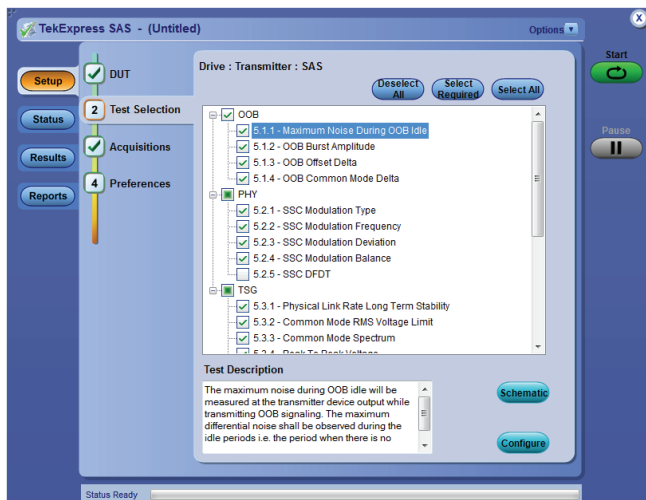 TekExpress SAS - (Untitled)
Options
x
Start
Pause
Setup
Status
Results
Reports
DUT
2 Test Selection
Acquisitions
4 Preferences
Drive : Transmitter : SAS
Deselect
All
Select
Required
Select All
OOB
5.1.1 - Maximum Noise During OOB Idle
5.1.2 - OOB Burst Amplitude
5.1.3 - OOB Offset Delta
5.1.4 - OOB Common Mode Delta
PHY
5.2.1 - SSC Modulation Type
5.2.2 - SSC Modulation Frequency
5.2.3 - SSC Modulation Deviation
5.2.4 - SSC Modulation Balance
5.2.5 - SSC DFDT
TSG
5.3.1 - Physical Link Rate Long Term Stability
5.3.2 - Common Mode RMS Voltage Limit
5.3.3 - Common Mode Spectrum
5.3.4 - Peak To Peak Voltage
Test Description
The maximum noise during OOB idle will be
measured at the transmitter device output while
transmitting OOB signaling. The maximum
differential noise shall be observed during the
idle periods i.e. the period when there is no
Schematic
Configure
Status Ready